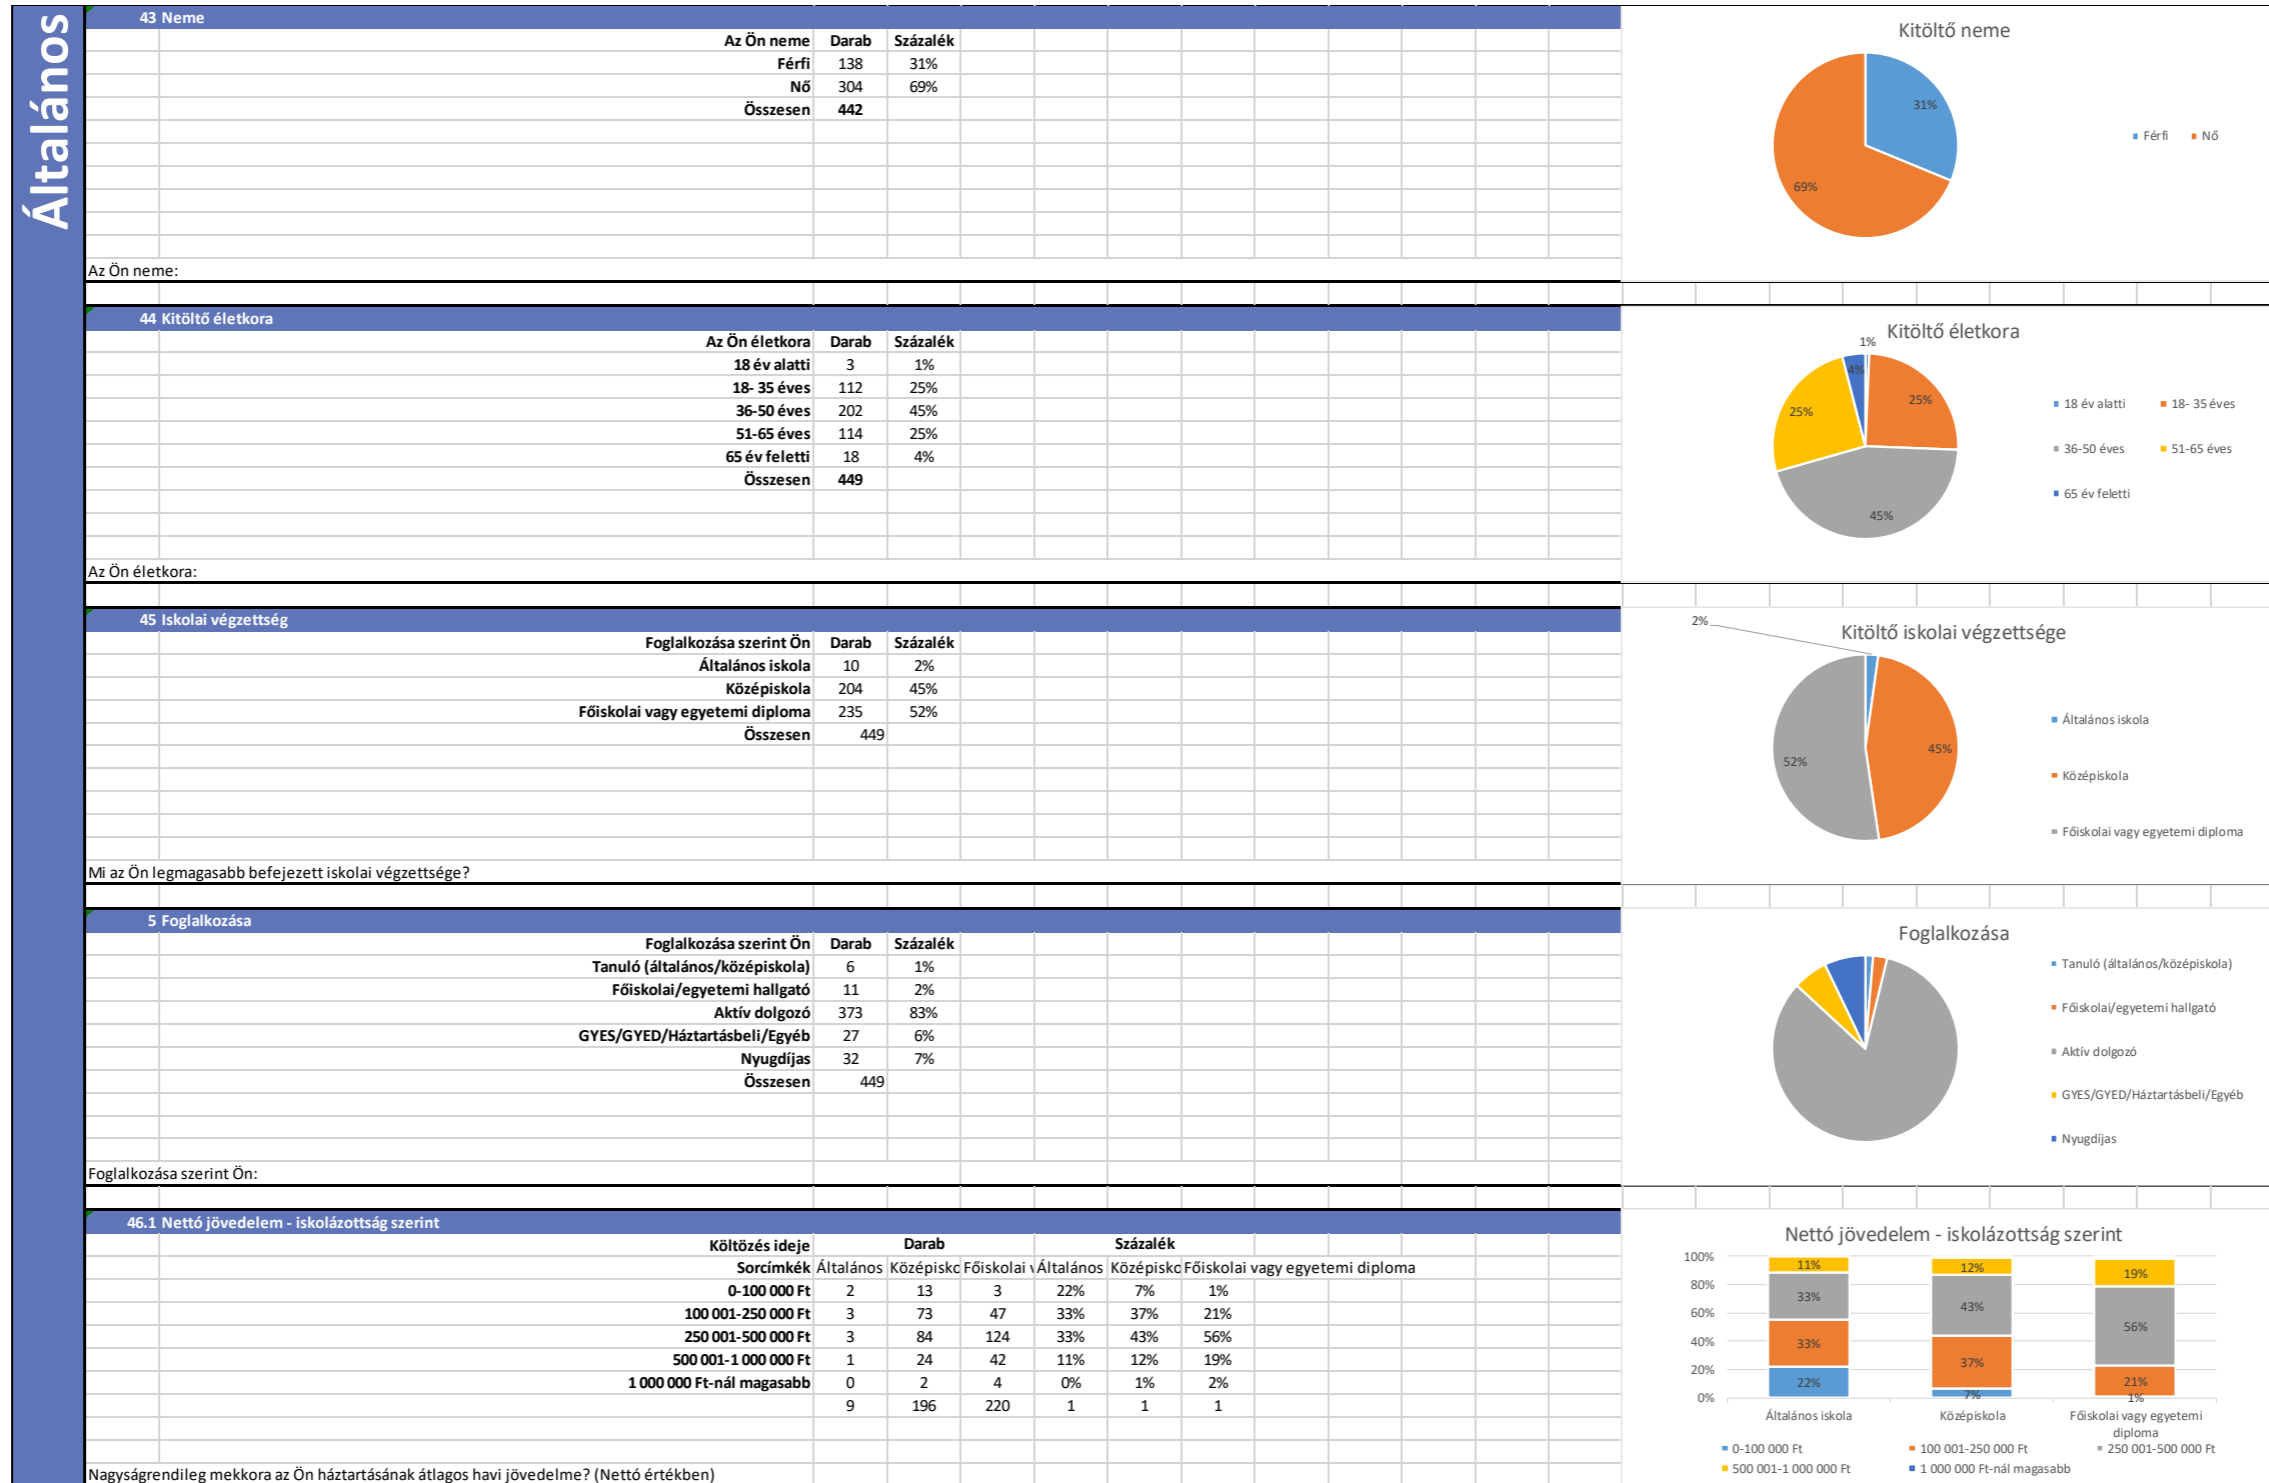 Általános
43 Neme
Az Ön neme Darab Százalék
Férfi 138 31%
Nő 304 69%
Összesen 442
Az Ön neme:
Kitöltő neme
31%
69%
Férfi Nő
44 Kitöltő életkora
Az Ön életkora Darab Százalék
18 év alatti 3 1%
18- 35 éves 112 25%
36-50 éves 202 45%
51-65 éves 114 25%
65 év feletti 18 4%
Összesen 449
Az Ön életkora:
Kitöltő életkora
1%
4%
25%
25%
45%
18 év alatti 18- 35 éves
36-50 éves 51-65 éves
65 év feletti
45 Iskolai végzettség
Foglalkozása szerint Ön Darab Százalék
Általános iskola 10 2%
Középiskola 204 45%
Főiskolai vagy egyetemi diploma 235 52%
Összesen 449
Mi az Ön legmagasabb befejezett iskolai végzettsége?
2%
Kitöltő iskolai végzettsége
45%
52%
Általános iskola
Középiskola
Főiskolai vagy egyetemi diploma
5 Foglalkozása
Foglalkozása szerint Ön Darab Százalék
Tanuló (általános/középiskola) 6 1%
Főiskolai/egyetemi hallgató 11 2%
Aktív dolgozó 373 83%
GYES/GYED/Háztartásbeli/Egyéb 27 6%
Nyugdíjas 32 7%
Összesen 449
Foglalkozása szerint Ön:
Foglalkozása
Tanuló (általános/középiskola)
Főiskolai/egyetemi hallgató
Aktív dolgozó
GYES/GYED/Háztartásbeli/Egyéb
Nyugdíjas
46.1 Nettó jövedelem - iskolázottság szerint
Költözés ideje Darab Százalék
Sorcímkék Általános Középiskc Főiskolai v Általános Középiskc Főiskolai vagy egyetemi diploma
0-100 000 Ft 2 13 3 22% 7% 1%
100 001-250 000 Ft 3 73 47 33% 37% 21%
250 001-500 000 Ft 3 84 124 33% 43% 56%
500 001-1 000 000 Ft 1 24 42 11% 12% 19%
1 000 000 Ft-nál magasabb 0 2 4 0% 1% 2%
9 196 220 1 1 1
Nagyságrendileg mekkora az Ön háztartásának átlagos havi jövedelme? (Nettó értékben)
Nettó jövedelem - iskolázottság szerint
100% 11% 12% 19%
80% 33% 43% 56%
60%
40% 33% 37%
20% 22% 7% 21%
0% 1%
Általános iskola Középiskola Főiskolai vagy egyetemi
diploma
0-100 000 Ft 100 001-250 000 Ft 250 001-500 000 Ft
500 001-1 000 000 Ft 1 000 000 Ft-nál magasabb